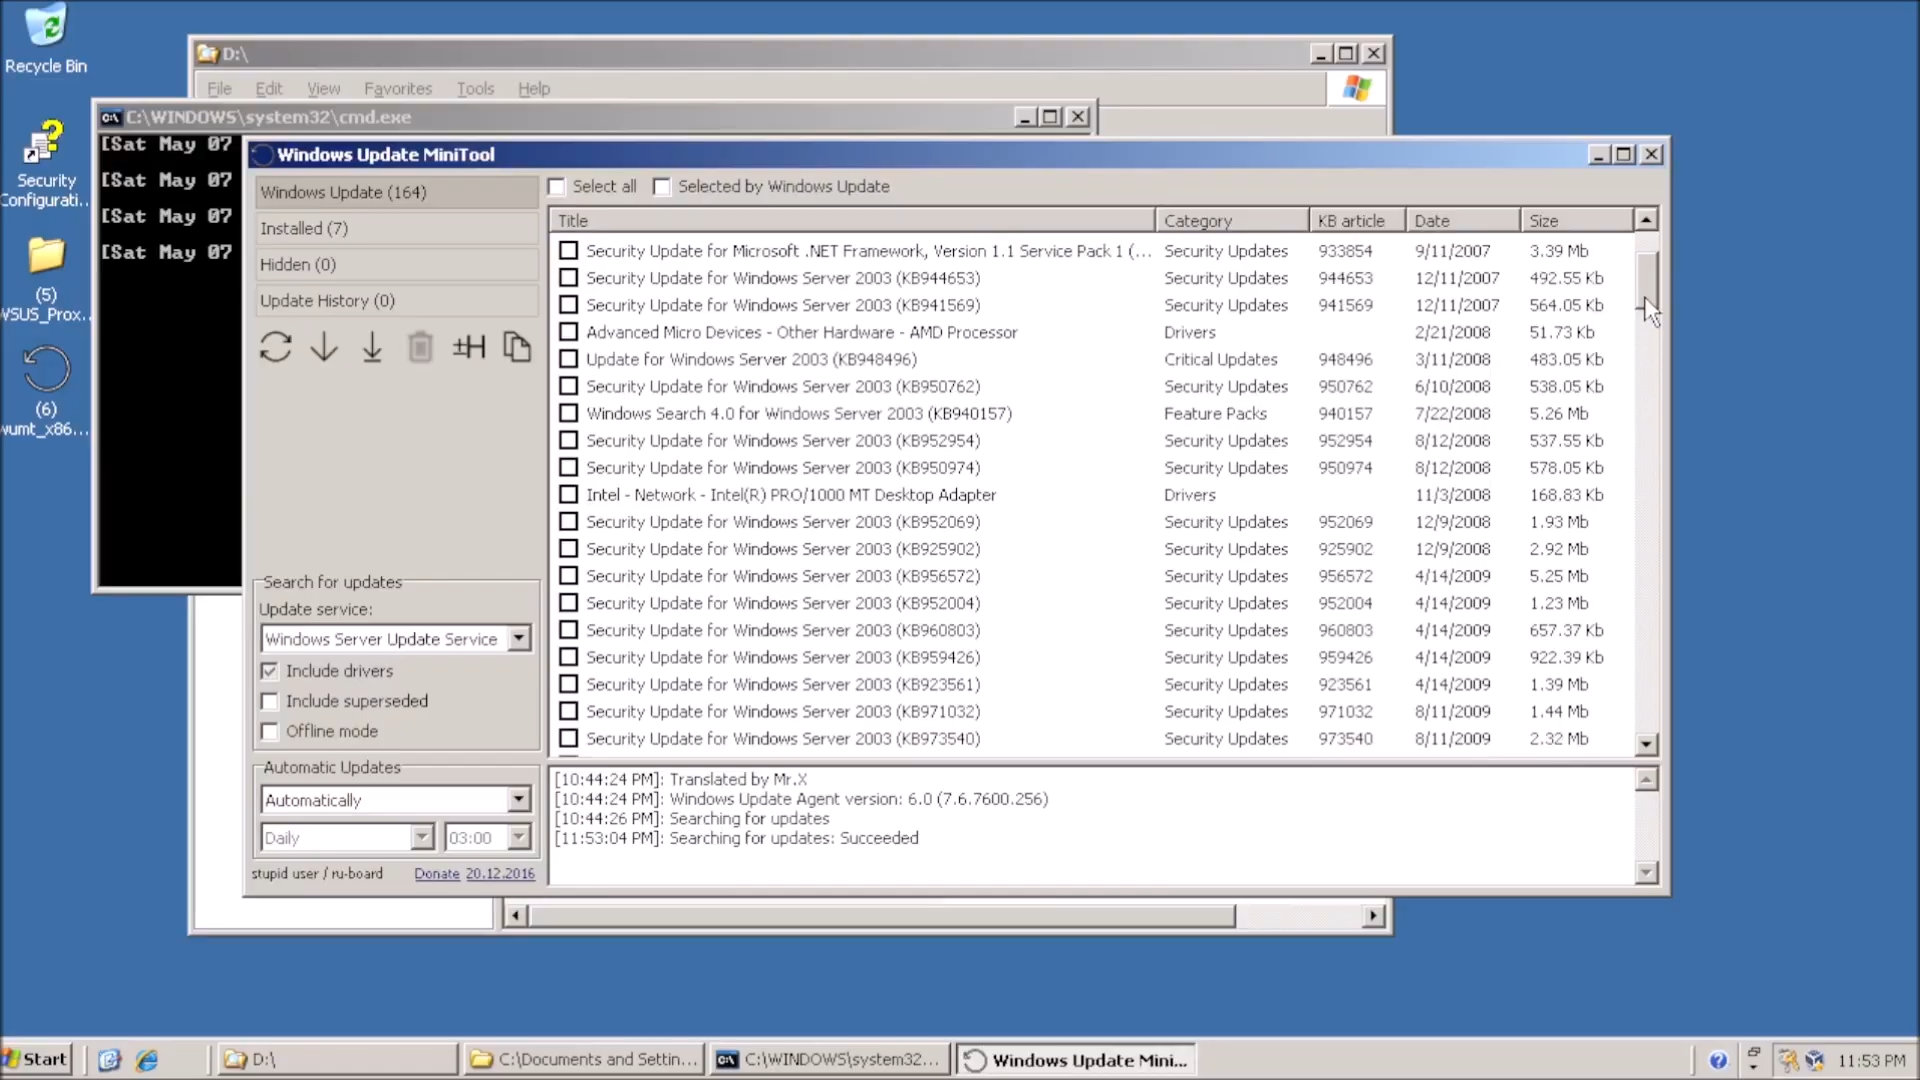 Recycle Bin
Security
Configurati...
(5)
WSUS_Prox...
(6)
wumt_x86...
D:\
File Edit View Favorites Tools Help
C:\WINDOWS\system32\cmd.exe
[Sat May 07
[Sat May 07
[Sat May 07
[Sat May 07
Windows Update MiniTool
Windows Update (164)
Installed (7)
Hidden (0)
Update History (0)
Search for updates
Update service:
Windows Server Update Service
Include drivers
Include superseded
Offline mode
Automatic Updates
Automatically
Daily 03:00
stupid user / ru-board Donate 20.12.2016
Select all Selected by Windows Update
Title Category KB article Date Size
Security Update for Microsoft .NET Framework, Version 1.1 Service Pack 1 (... Security Updates 933854 9/11/2007 3.39 Mb
Security Update for Windows Server 2003 (KB944653) Security Updates 944653 12/11/2007 492.55 Kb
Security Update for Windows Server 2003 (KB941569) Security Updates 941569 12/11/2007 564.05 Kb
Advanced Micro Devices - Other Hardware - AMD Processor Drivers 2/21/2008 51.73 Kb
Update for Windows Server 2003 (KB948496) Critical Updates 948496 3/11/2008 483.05 Kb
Security Update for Windows Server 2003 (KB950762) Security Updates 950762 6/10/2008 538.05 Kb
Windows Search 4.0 for Windows Server 2003 (KB940157) Feature Packs 940157 7/22/2008 5.26 Mb
Security Update for Windows Server 2003 (KB952954) Security Updates 952954 8/12/2008 537.55 Kb
Security Update for Windows Server 2003 (KB950974) Security Updates 950974 8/12/2008 578.05 Kb
Intel - Network - Intel(R) PRO/1000 MT Desktop Adapter Drivers 11/3/2008 168.83 Kb
Security Update for Windows Server 2003 (KB952069) Security Updates 952069 12/9/2008 1.93 Mb
Security Update for Windows Server 2003 (KB925902) Security Updates 925902 12/9/2008 2.92 Mb
Security Update for Windows Server 2003 (KB956572) Security Updates 956572 4/14/2009 5.25 Mb
Security Update for Windows Server 2003 (KB952004) Security Updates 952004 4/14/2009 1.23 Mb
Security Update for Windows Server 2003 (KB960803) Security Updates 960803 4/14/2009 657.37 Kb
Security Update for Windows Server 2003 (KB959426) Security Updates 959426 4/14/2009 922.39 Kb
Security Update for Windows Server 2003 (KB923561) Security Updates 923561 4/14/2009 1.39 Mb
Security Update for Windows Server 2003 (KB971032) Security Updates 971032 8/11/2009 1.44 Mb
Security Update for Windows Server 2003 (KB973540) Security Updates 973540 8/11/2009 2.32 Mb
[10:44:24 PM]: Translated by Mr.X
[10:44:24 PM]: Windows Update Agent version: 6.0 (7.6.7600.256)
[10:44:26 PM]: Searching for updates
[11:53:04 PM]: Searching for updates: Succeeded
Start D:\ C:\Documents and Settin... C:\WINDOWS\system32... Windows Update Mini... 11:53 PM